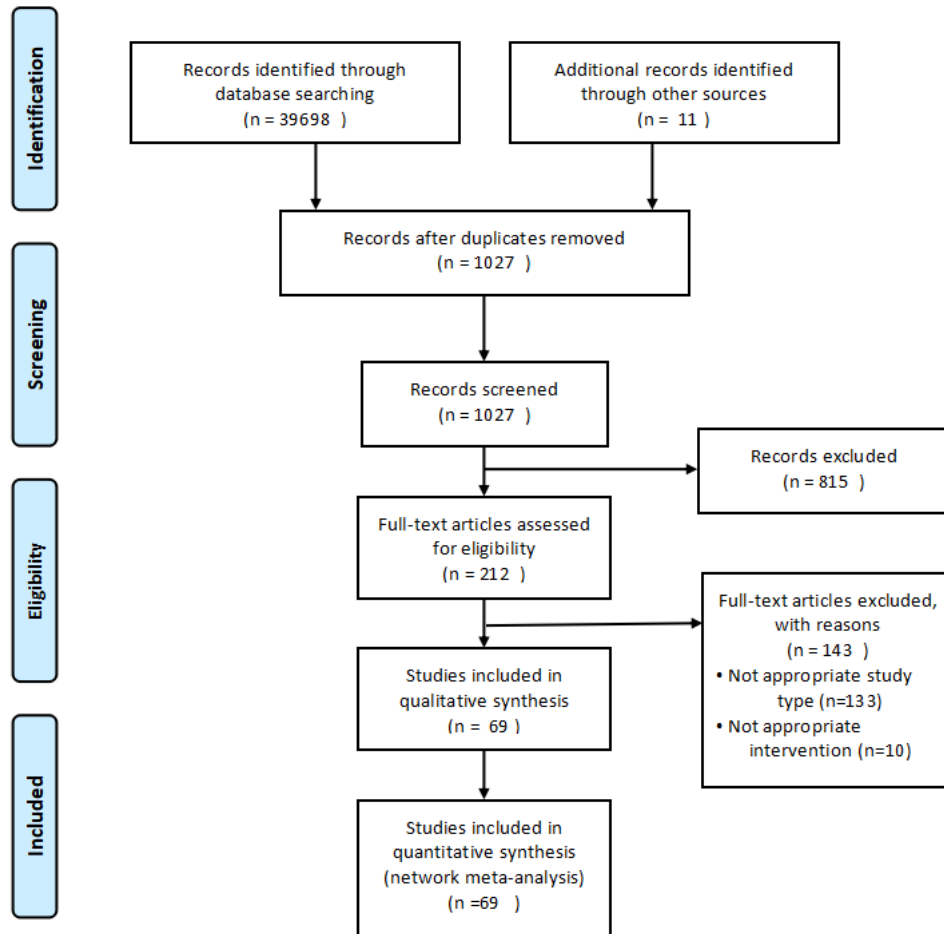 Identification
Records identified through
database searching
(n = 39698 )
Additional records identified
through other sources
(n = 11 )
Records after duplicates removed
(n = 1027 )
Screening
Records screened
(n = 1027 )
Records excluded
(n = 815 )
Eligibility
Full-text articles assessed
for eligibility
(n = 212 )
Full-text articles excluded,
with reasons
(n = 143 )
• Not appropriate study
type (n=133)
• Not appropriate
intervention (n=10)
Studies included in
qualitative synthesis
(n = 69 )
Included
Studies included in
quantitative synthesis
(network meta-analysis)
(n =69 )